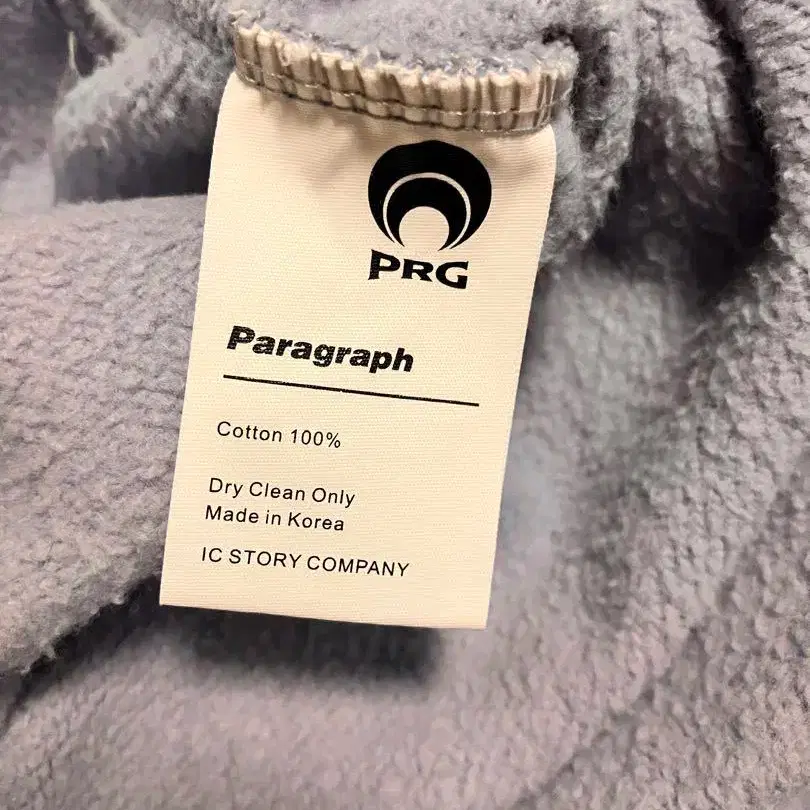 PRG
Paragraph
Cotton 100%
Dry Clean Only
Made in Korea
IC STORY COMPANY